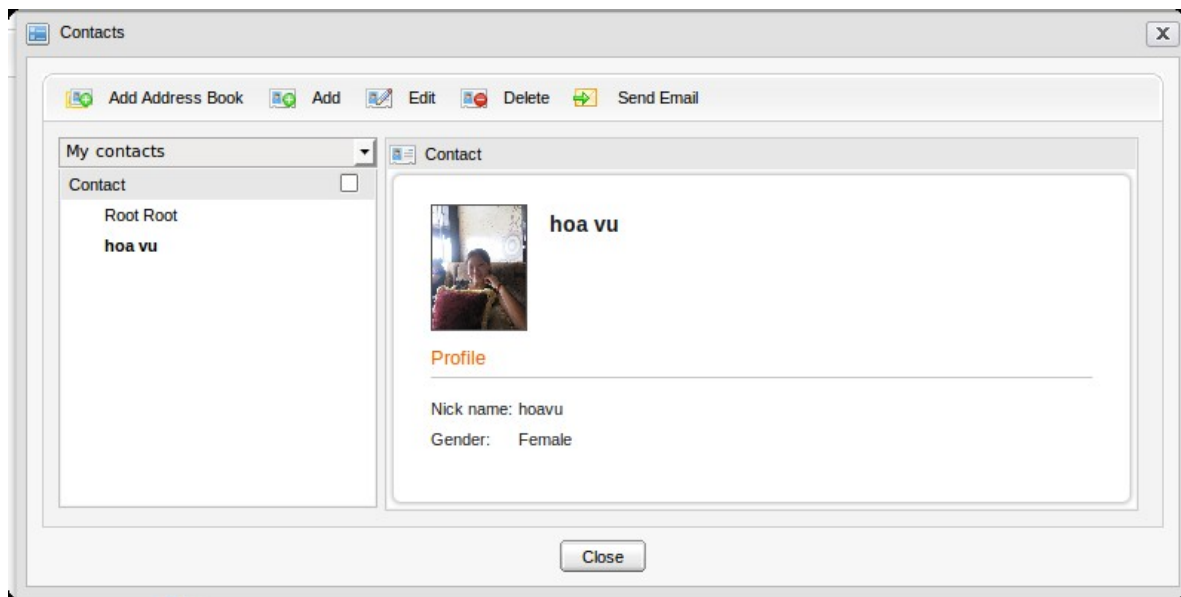 Contacts
X
Add Address Book Add Edit Delete Send Email
My contacts
Contact
Root Root
hoa vu
Contact
hoa vu
Profile
Nick name: hoavu
Gender: Female
Close